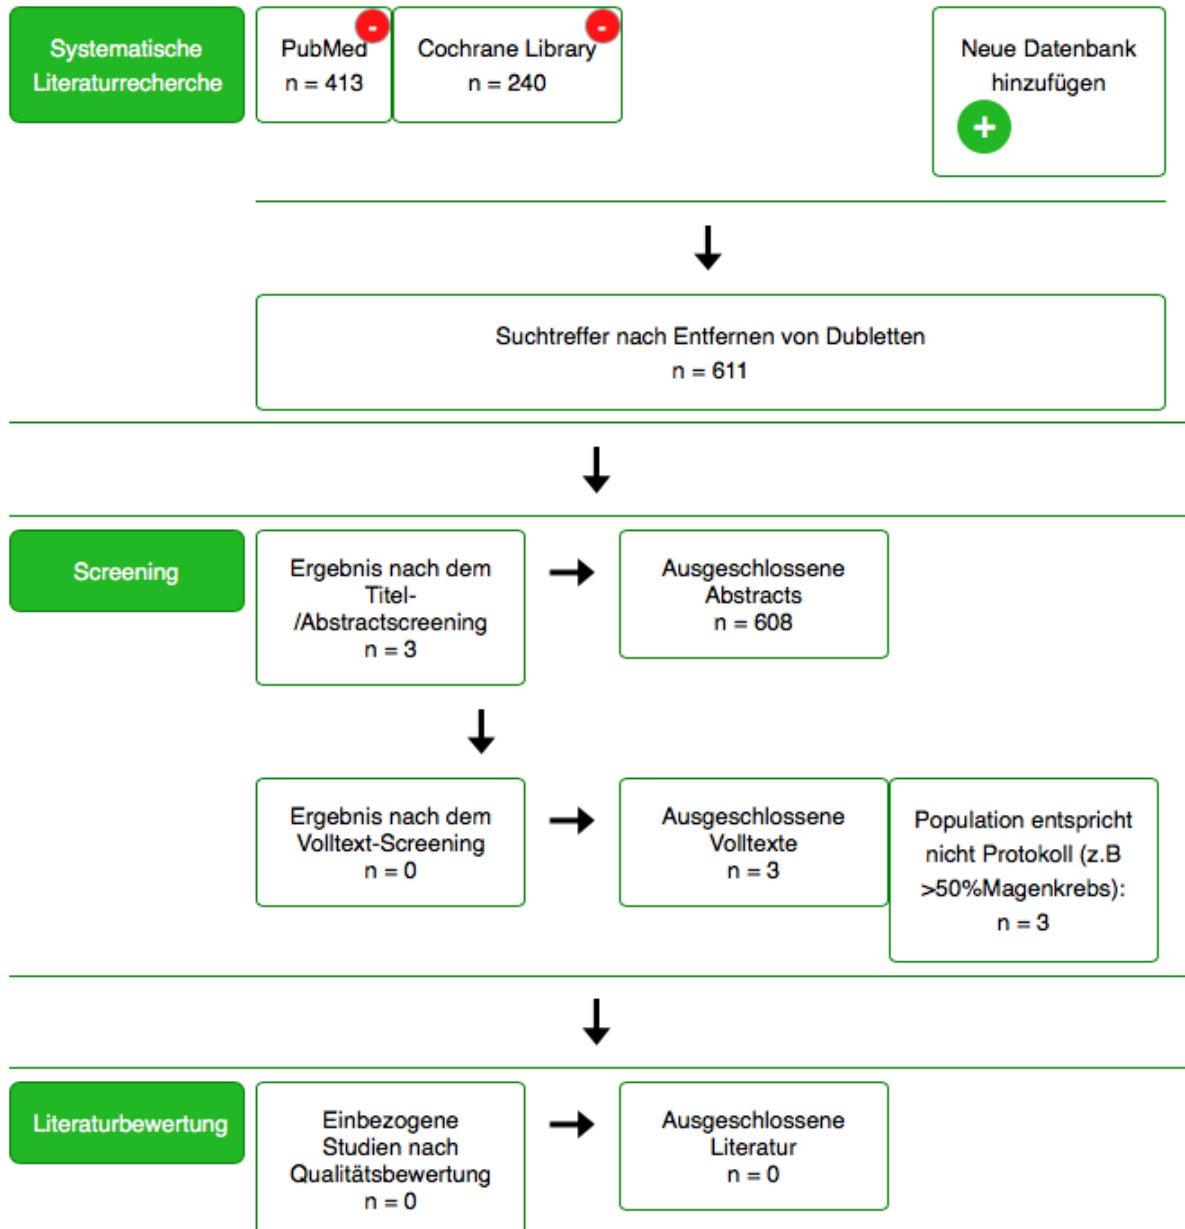 Systematische
Literaturrecherche
PubMed
n = 413
-
Cochrane Library
n = 240
-
Neue Datenbank
hinzufügen
+
Suchtreffer nach Entfernen von Dubletten
n = 611
Screening
Ergebnis nach dem
Titel-
/Abstractscreening
n = 3
Ausgeschlossene
Abstracts
n = 608
Ergebnis nach dem
Volltext-Screening
n = 0
Ausgeschlossene
Volltexte
n = 3
Population entspricht
nicht Protokoll (z.B
>50%Magenkrebs):
n = 3
Literaturbewertung
Einbezogene
Studien nach
Qualitätsbewertung
n = 0
Ausgeschlossene
Literatur
n = 0